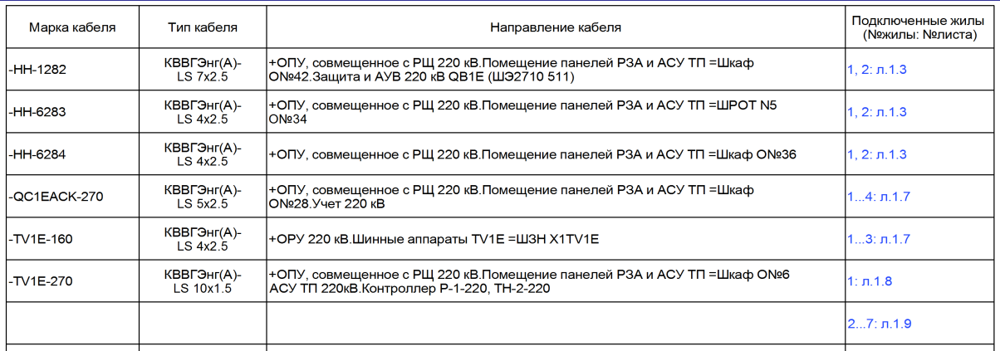 Марка кабеля
Тип кабеля
Направление кабеля
Подключенные жилы
(№жилы: №листа)
-HH-1282
КВВГЭнг(А)-
LS 7x2.5
+ОПУ, совмещенное с РЩ 220 кВ.Помещение панелей РЗА и АСУ ТП =Шкаф
О№42.Защита и АУВ 220 кВ QB1E (ШЭ2710 511)
1, 2: л.1.3
-HH-6283
КВВГЭнг(А)-
LS 4x2.5
+ОПУ, совмещенное с РЩ 220 кВ.Помещение панелей РЗА и АСУ ТП =ШРОТ N5
О№34
1, 2: л.1.3
-HH-6284
КВВГЭнг(А)-
LS 4x2.5
+ОПУ, совмещенное с РЩ 220 кВ.Помещение панелей РЗА и АСУ ТП =Шкаф О№36
1, 2: л.1.3
-QC1EACK-270
КВВГЭнг(А)-
LS 5x2.5
+ОПУ, совмещенное с РЩ 220 кВ.Помещение панелей РЗА и АСУ ТП =Шкаф
О№28.Учет 220 кВ
1...4: л.1.7
-TV1E-160
КВВГЭнг(А)-
LS 4x2.5
+ОРУ 220 кВ.Шинные аппараты TV1E =ШЗН X1TV1E
1...3: л.1.7
-TV1E-270
КВВГЭнг(А)-
LS 10x1.5
+ОПУ, совмещенное с РЩ 220 кВ.Помещение панелей РЗА и АСУ ТП =Шкаф О№6
АСУ ТП 220кВ.Контроллер Р-1-220, ТН-2-220
1: л.1.8
2...7: л.1.9